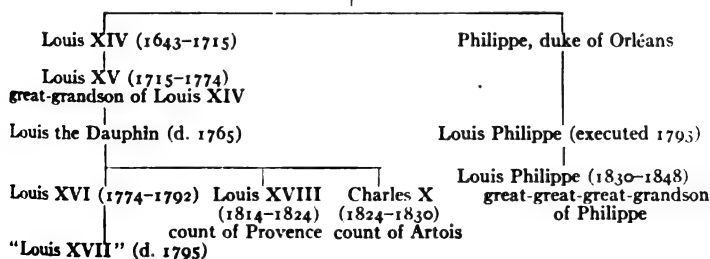 Louis XIV (1643–1715) Philippe, duke of Orléans
Louis XV (1715–1774)
great-grandson of Louis XIV
Louis the Dauphin (d. 1765) Louis Philippe (executed 1793)
Louis XVI (1774–1792) Louis XVIII Charles X Louis Philippe (1830–1848)
(1814–1824) (1824–1830) great-great-great-grandson
count of Provence count of Artois of Philippe
"Louis XVII" (d. 1795)